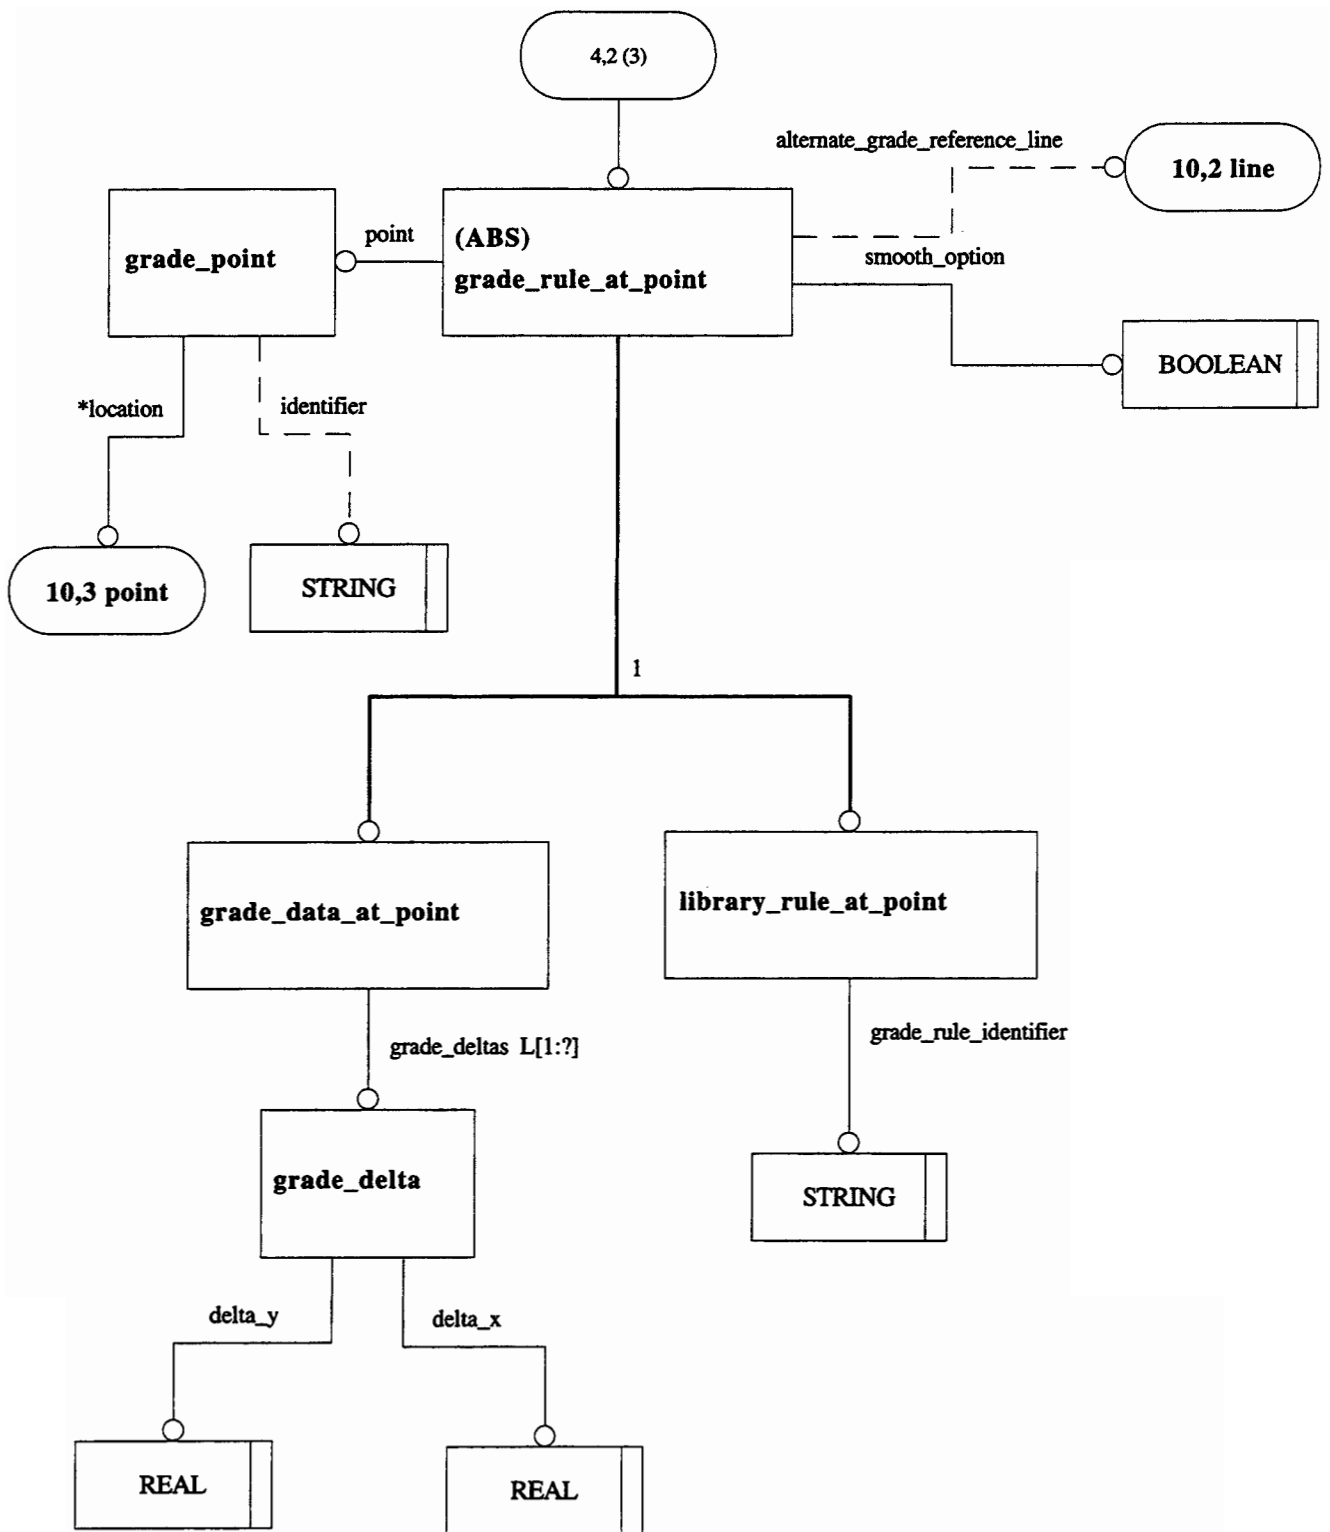 4,2 (3)
alternate_grade_reference_line
10,2 line
grade_point
point
(ABS)
grade_rule_at_point
smooth_option
BOOLEAN
*location
identifier
10,3 point
STRING
1
grade_data_at_point
library_rule_at_point
grade_deltas L[1:?]
grade_rule_identifier
grade_delta
STRING
delta_y
delta_x
REAL
REAL